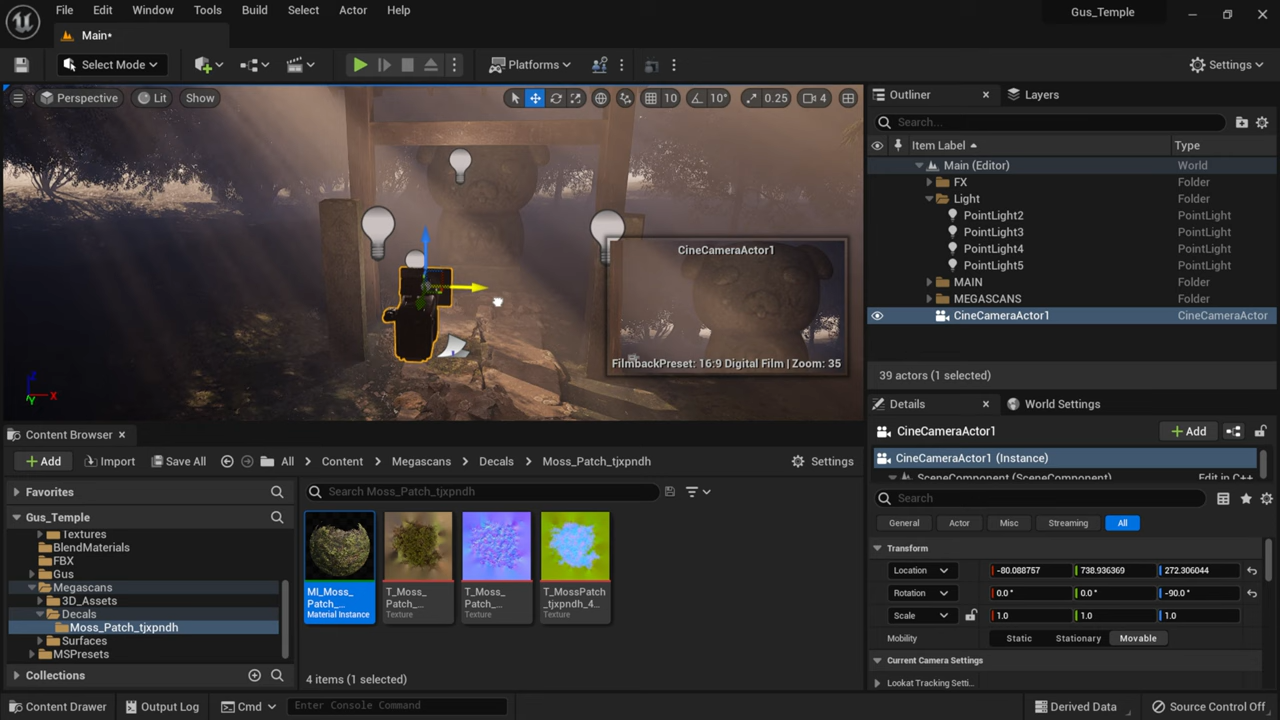 File Edit Window Tools Build Select Actor Help
Gus_Temple
Main*
Select Mode
Platforms
Settings
Perspective
Lit
Show
10
10°
0.25
4
CineCameraActor1
FilmbackPreset: 16:9 Digital Film | Zoom: 35
Z
X
Y
Outliner
Layers
Search...
Item Label
Type
Main (Editor) World
FX Folder
Light Folder
PointLight2 PointLight
PointLight3 PointLight
PointLight4 PointLight
PointLight5 PointLight
MAIN Folder
MEGASCANS Folder
CineCameraActor1 CineCameraActor
39 actors (1 selected)
Details
World Settings
CineCameraActor1
+ Add
CineCameraActor1 (Instance)
SceneComponent (SceneComponent) Edit in C++
Search
General Actor Misc Streaming All
Transform
Location -80.088757 738.936369 272.306044
Rotation 0.0° 0.0° -90.0°
Scale 1.0 1.0 1.0
Mobility Static Stationary Movable
Current Camera Settings
Lookat Tracking Setti...
Content Browser
+ Add Import Save All All Content Megascans Decals Moss_Patch_tjxpndh Settings
Favorites
Gus_Temple
Textures
BlendMaterials
FBX
Gus
Megascans
3D_Assets
Decals
Moss_Patch_tjxpndh
Surfaces
MSPresets
Collections
Search Moss_Patch_tjxpndh
MI_Moss_
Patch_...
Material Instance
T_Moss_
Patch_...
Texture
T_Moss_
Patch_...
Texture
T_MossPatch
_tjxpndh_4...
Texture
4 items (1 selected)
Content Drawer Output Log Cmd Enter Console Command Derived Data Source Control Off